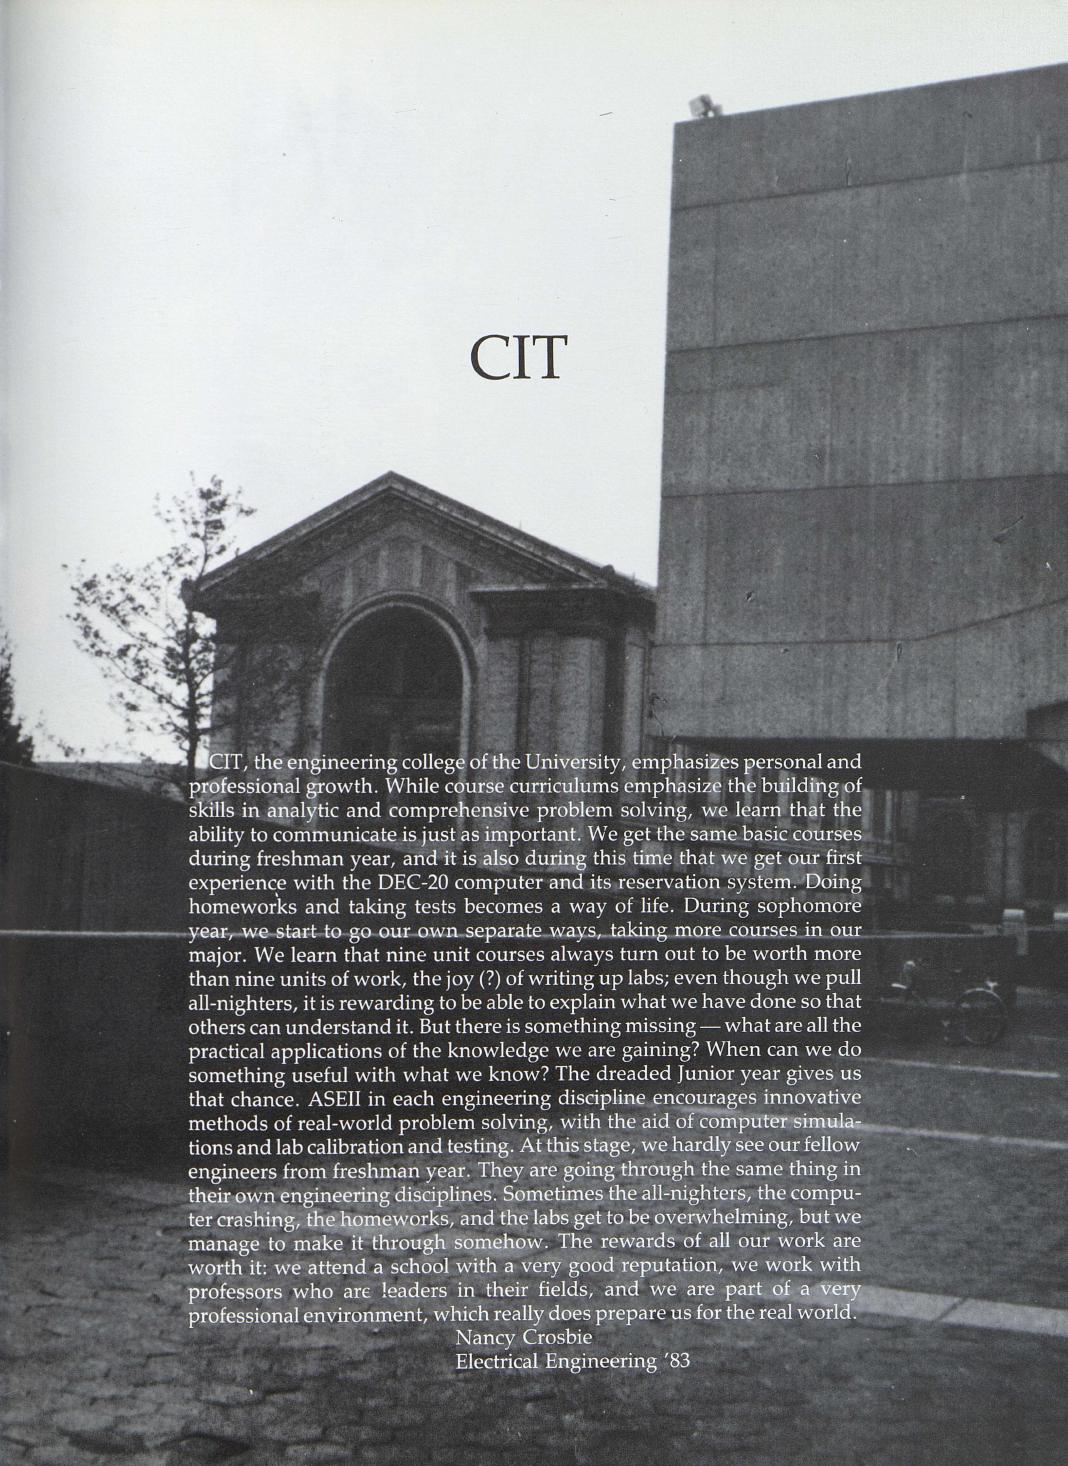 CIT
CIT, the engineering college of the University, emphasizes personal and
professional growth. While course curriculums emphasize the building of
skills in analytic and comprehensive problem solving, we learn that the
ability to communicate is just as important. We get the same basic courses
during freshman year, and it is also during this time that we get our first
experience with the DEC-20 computer and its reservation system. Doing
homeworks and taking tests becomes a way of life. During sophomore
year, we start to go our own separate ways, taking more courses in our
major. We learn that nine unit courses always turn out to be worth more
than nine units of work, the joy (?) of writing up labs; even though we pull
all-nighters, it is rewarding to be able to explain what we have done so that
others can understand it. But there is something missing — what are all the
practical applications of the knowledge we are gaining? When can we do
something useful with what we know? The dreaded Junior year gives us
that chance. ASEII in each engineering discipline encourages innovative
methods of real-world problem solving, with the aid of computer simula-
tions and lab calibration and testing. At this stage, we hardly see our fellow
engineers from freshman year. They are going through the same thing in
their own engineering disciplines. Sometimes the all-nighters, the compu-
ter crashing, the homeworks, and the labs get to be overwhelming, but we
manage to make it through somehow. The rewards of all our work are
worth it: we attend a school with a very good reputation, we work with
professors who are leaders in their fields, and we are part of a very
professional environment, which really does prepare us for the real world.
Nancy Crosbie
Electrical Engineering '83